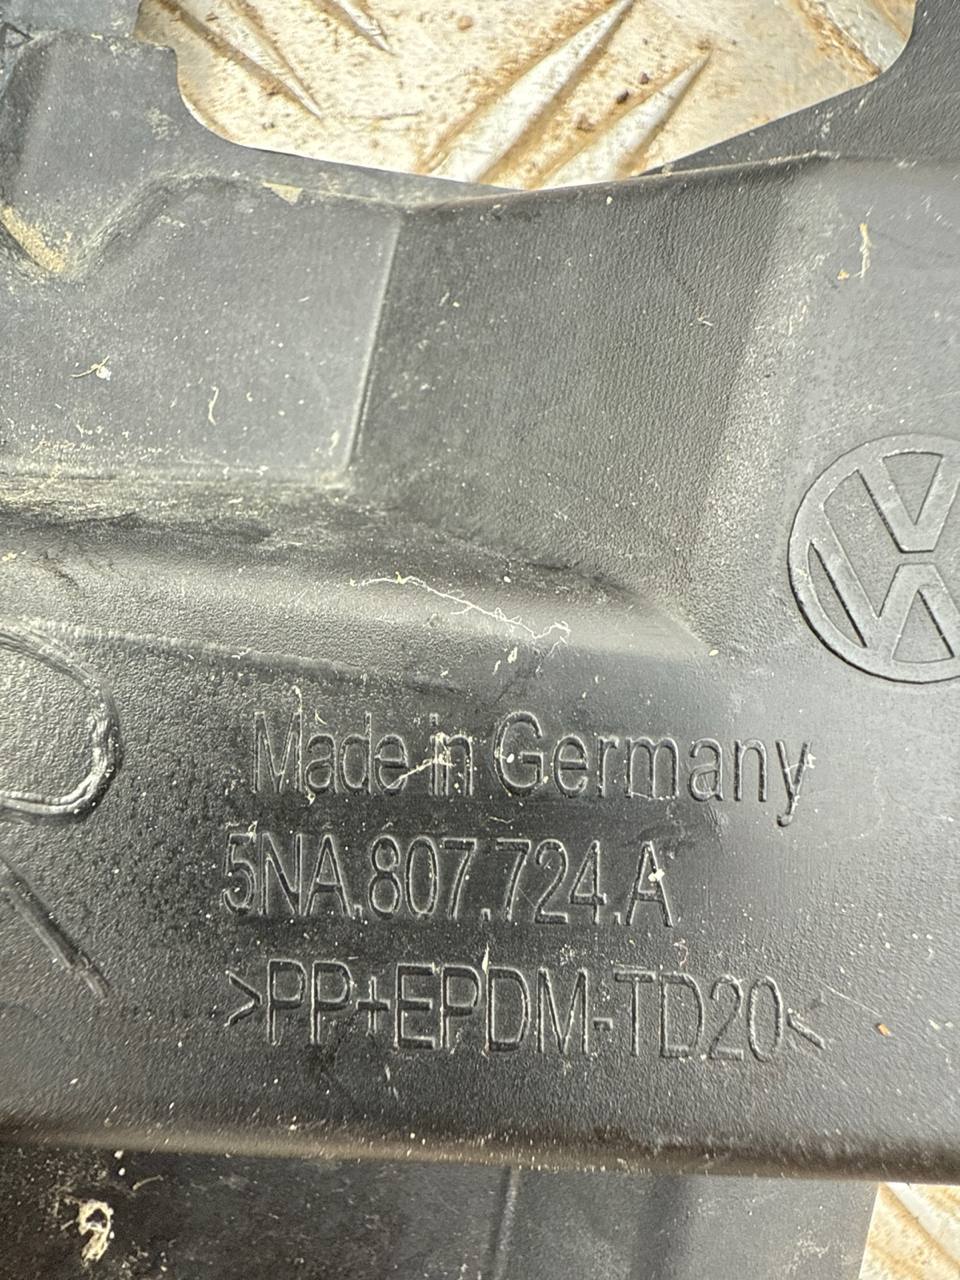 Made in Germany
5NA.807.724.A
>PP+EPDM-TD20<